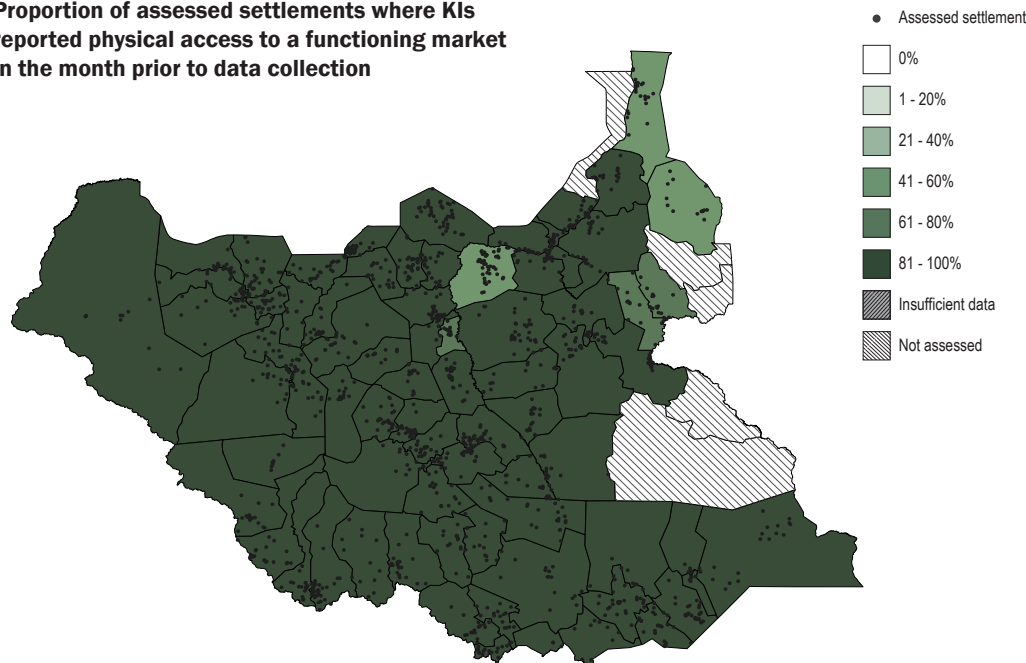 Proportion of assessed settlements where KIs
reported physical access to a functioning market
in the month prior to data collection
Assessed settlement
0%
1 - 20%
21 - 40%
41 - 60%
61 - 80%
81 - 100%
Insufficient data
Not assessed